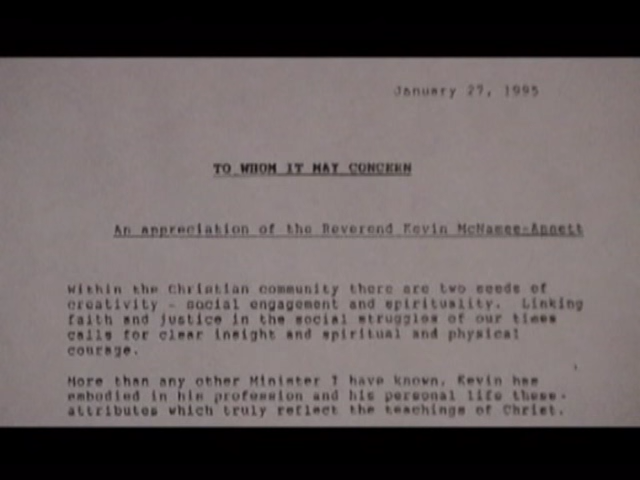 January 27, 1995
TO WHOM IT MAY CONCERN
An appreciation of the Reverend Kevin McNamee-Annett
Within the Christian community there are two seeds of
creativity - social engagement and spirituality. Linking
faith and justice in the social struggles of our times
calls for clear insight and spiritual and physical
courage.
More than any other Minister I have known, Kevin has
embodied in his profession and his personal life these
attributes which truly reflect the teachings of Christ.